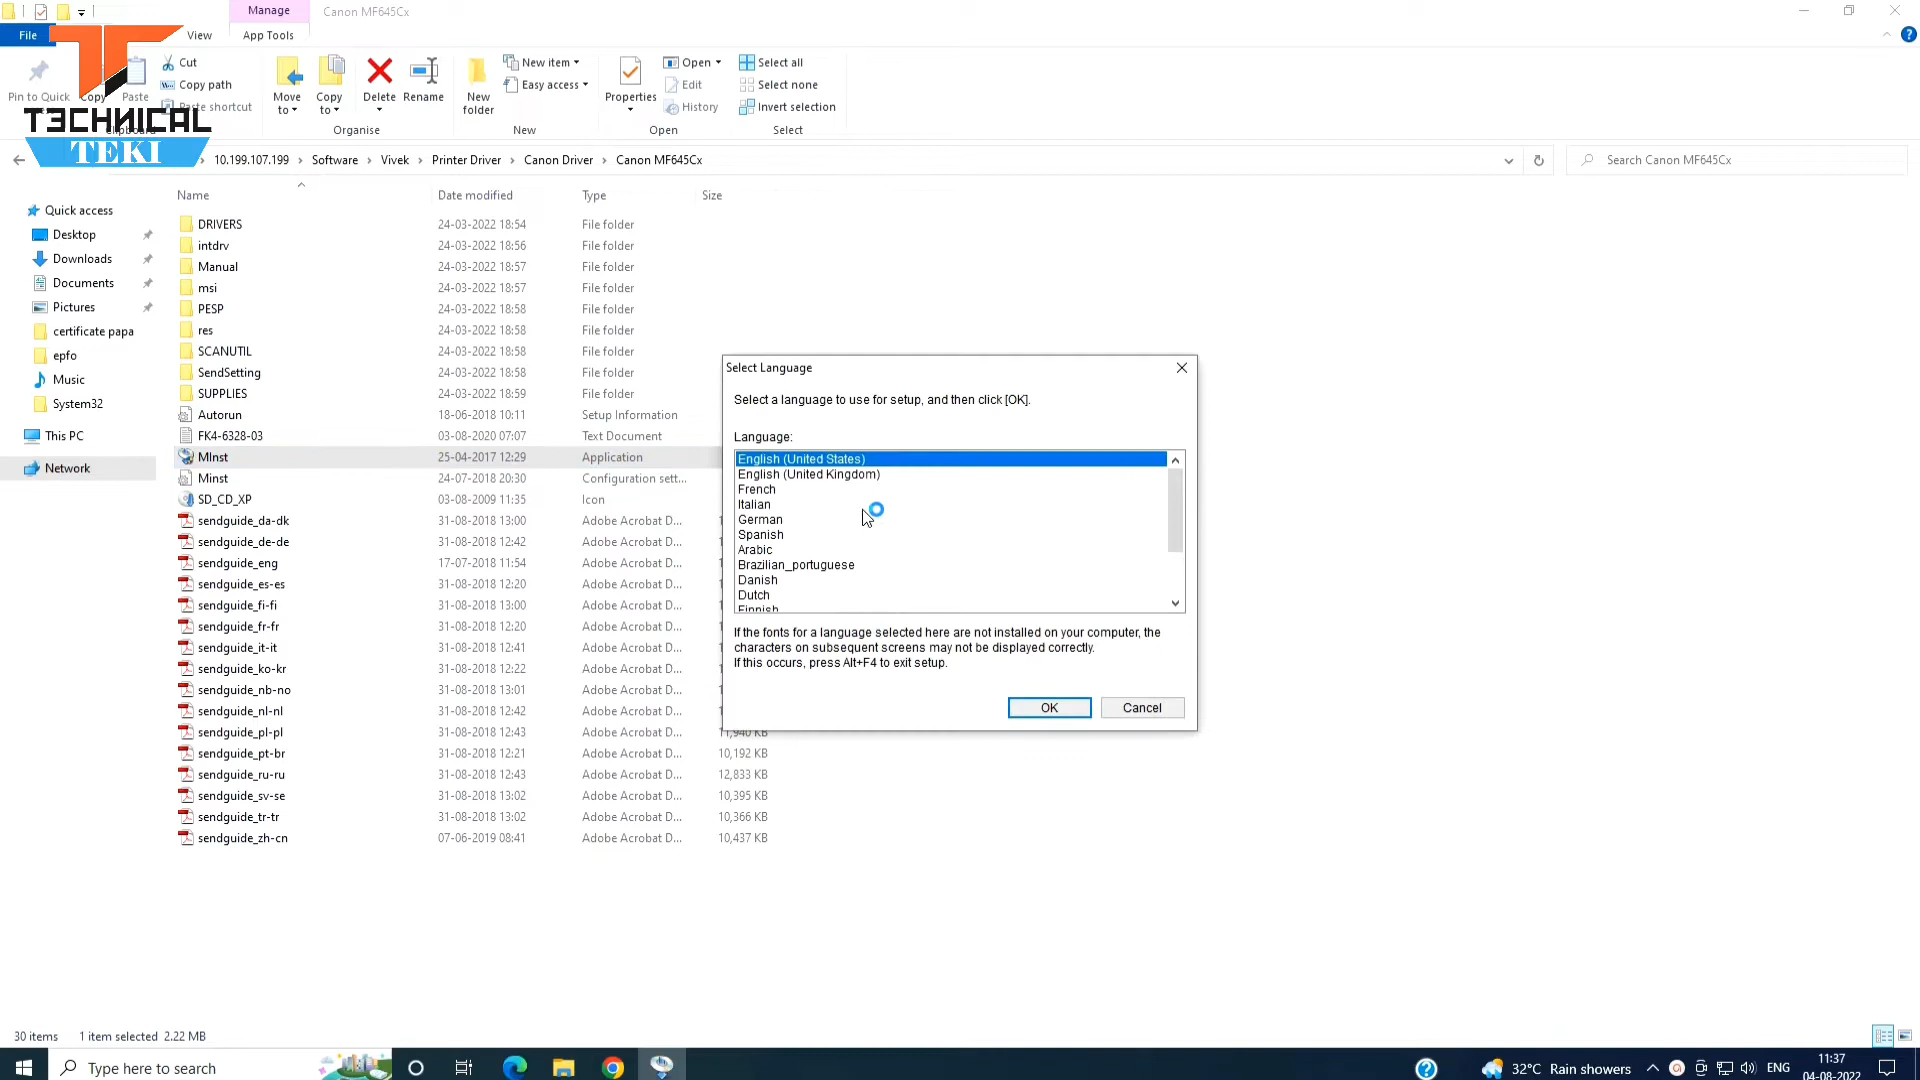 Manage
Canon MF645Cx
File
View
App Tools
Pin to Quick
Copy
Paste
Cut
Copy path
Paste shortcut
Clipboard
Move to
Copy to
Delete
Rename
Organise
New folder
New item
Easy access
New
Properties
Open
Edit
History
Open
Select all
Select none
Invert selection
Select
T3CHNICAL
TEKI
10.199.107.199 > Software > Vivek > Printer Driver > Canon Driver > Canon MF645Cx
Search Canon MF645Cx
Name Date modified Type Size
Quick access
Desktop
Downloads
Documents
Pictures
certificate papa
epfo
Music
System32
This PC
Network
DRIVERS 24-03-2022 18:54 File folder
intdrv 24-03-2022 18:56 File folder
Manual 24-03-2022 18:57 File folder
msi 24-03-2022 18:57 File folder
PESP 24-03-2022 18:58 File folder
res 24-03-2022 18:58 File folder
SCANUTIL 24-03-2022 18:58 File folder
SendSetting 24-03-2022 18:58 File folder
SUPPLIES 24-03-2022 18:59 File folder
Autorun 18-06-2018 10:11 Setup Information
FK4-6328-03 03-08-2020 07:07 Text Document
MInst 25-04-2017 12:29 Application
Minst 24-07-2018 20:30 Configuration sett...
SD_CD_XP 03-08-2009 11:35 Icon
sendguide_da-dk 31-08-2018 13:00 Adobe Acrobat D...
sendguide_de-de 31-08-2018 12:42 Adobe Acrobat D...
sendguide_eng 17-07-2018 11:54 Adobe Acrobat D...
sendguide_es-es 31-08-2018 12:20 Adobe Acrobat D...
sendguide_fi-fi 31-08-2018 13:00 Adobe Acrobat D...
sendguide_fr-fr 31-08-2018 12:20 Adobe Acrobat D...
sendguide_it-it 31-08-2018 12:41 Adobe Acrobat D...
sendguide_ko-kr 31-08-2018 12:22 Adobe Acrobat D...
sendguide_nb-no 31-08-2018 13:01 Adobe Acrobat D...
sendguide_nl-nl 31-08-2018 12:42 Adobe Acrobat D...
sendguide_pl-pl 31-08-2018 12:43 Adobe Acrobat D... 11,940 KB
sendguide_pt-br 31-08-2018 12:21 Adobe Acrobat D... 10,192 KB
sendguide_ru-ru 31-08-2018 12:43 Adobe Acrobat D... 12,833 KB
sendguide_sv-se 31-08-2018 13:02 Adobe Acrobat D... 10,395 KB
sendguide_tr-tr 31-08-2018 13:02 Adobe Acrobat D... 10,366 KB
sendguide_zh-cn 07-06-2019 08:41 Adobe Acrobat D... 10,437 KB
Select Language
Select a language to use for setup, and then click [OK].
Language:
English (United States)
English (United Kingdom)
French
Italian
German
Spanish
Arabic
Brazilian_portuguese
Danish
Dutch
Finnish
If the fonts for a language selected here are not installed on your computer, the
characters on subsequent screens may not be displayed correctly.
If this occurs, press Alt+F4 to exit setup.
OK
Cancel
30 items 1 item selected 2.22 MB
Type here to search
32°C Rain showers
ENG
11:37
04-08-2022